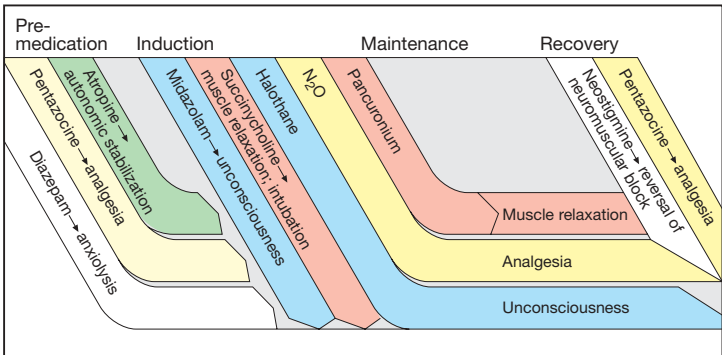 Pre-
medication
Induction
Maintenance
Recovery
Diazepam → anxiolysis
Pentazocine → analgesia
Atropine →
autonomic stabilization
Midazolam → unconsciousness
Succinycholine →
muscle relaxation; intubation
Halothane
N₂O
Pancuronium
Neostigmine → reversal of
neuromuscular
block
Pentazocine → analgesia
Muscle relaxation
Analgesia
Unconsciousness